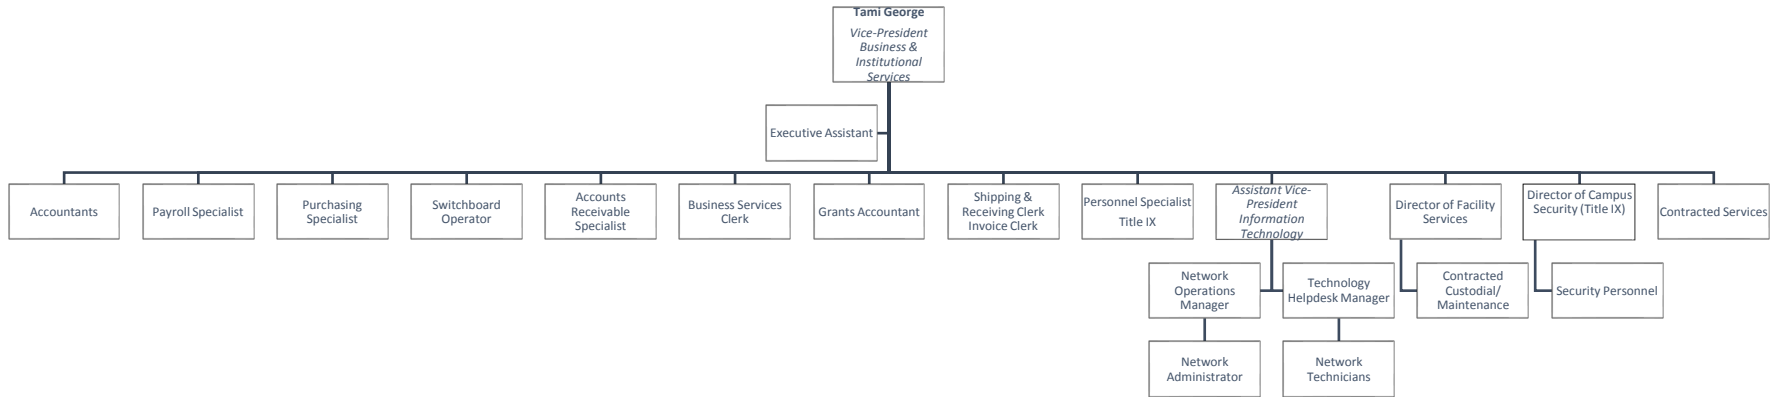 Tami George
Vice-President
Business &
Institutional
Services
Executive Assistant
Accountants
Payroll Specialist
Purchasing
Specialist
Switchboard
Operator
Accounts
Receivable
Specialist
Business Services
Clerk
Grants Accountant
Shipping &
Receiving Clerk
Invoice Clerk
Personnel Specialist
Title IX
Assistant Vice-
President
Information
Technology
Director of Facility
Services
Director of Campus
Security (Title IX)
Contracted Services
Network
Operations
Manager
Technology
Helpdesk Manager
Contracted
Custodial/
Maintenance
Security Personnel
Network
Administrator
Network
Technicians